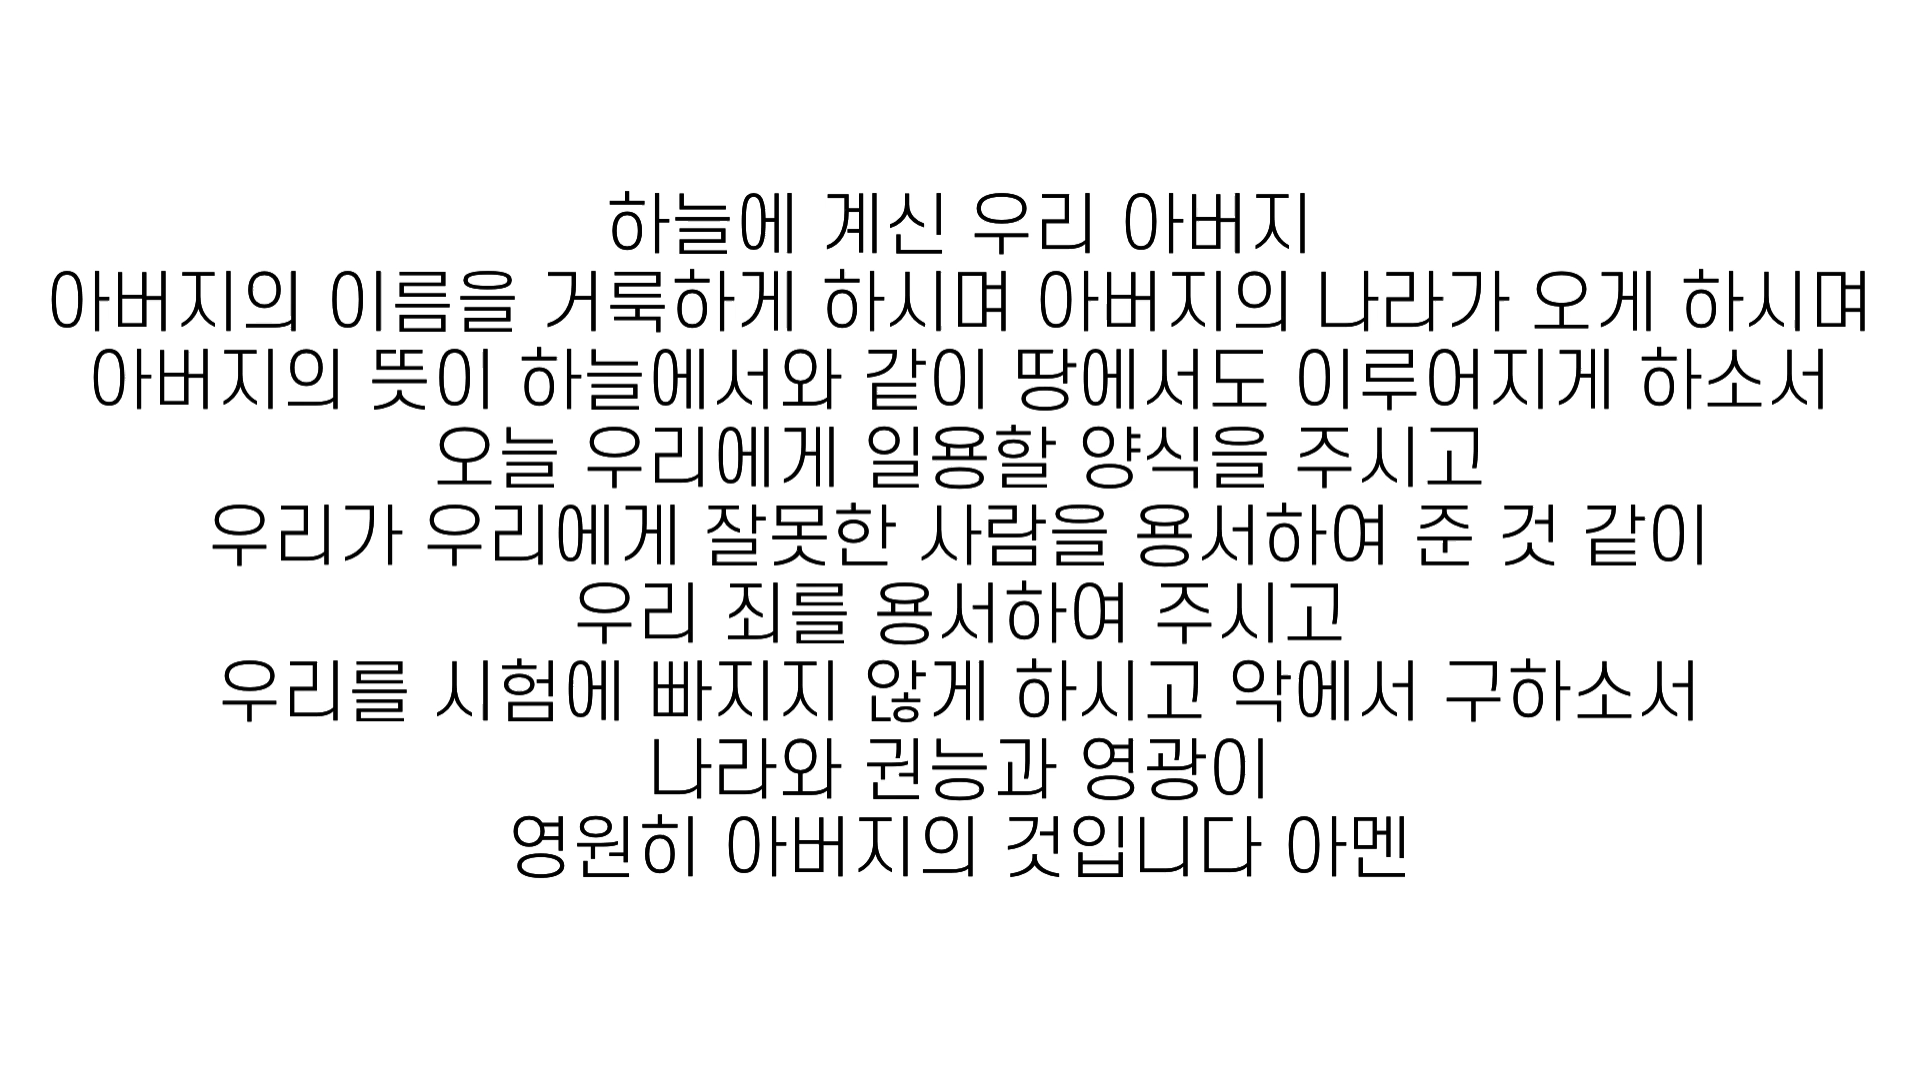 하늘에 계신 우리 아버지
아버지의 이름을 거룩하게 하시며 아버지의 나라가 오게 하시며
아버지의 뜻이 하늘에서와 같이 땅에서도 이루어지게 하소서
오늘 우리에게 일용할 양식을 주시고
우리가 우리에게 잘못한 사람을 용서하여 준 것 같이
우리 죄를 용서하여 주시고
우리를 시험에 빠지지 않게 하시고 악에서 구하소서
나라와 권능과 영광이
영원히 아버지의 것입니다 아멘